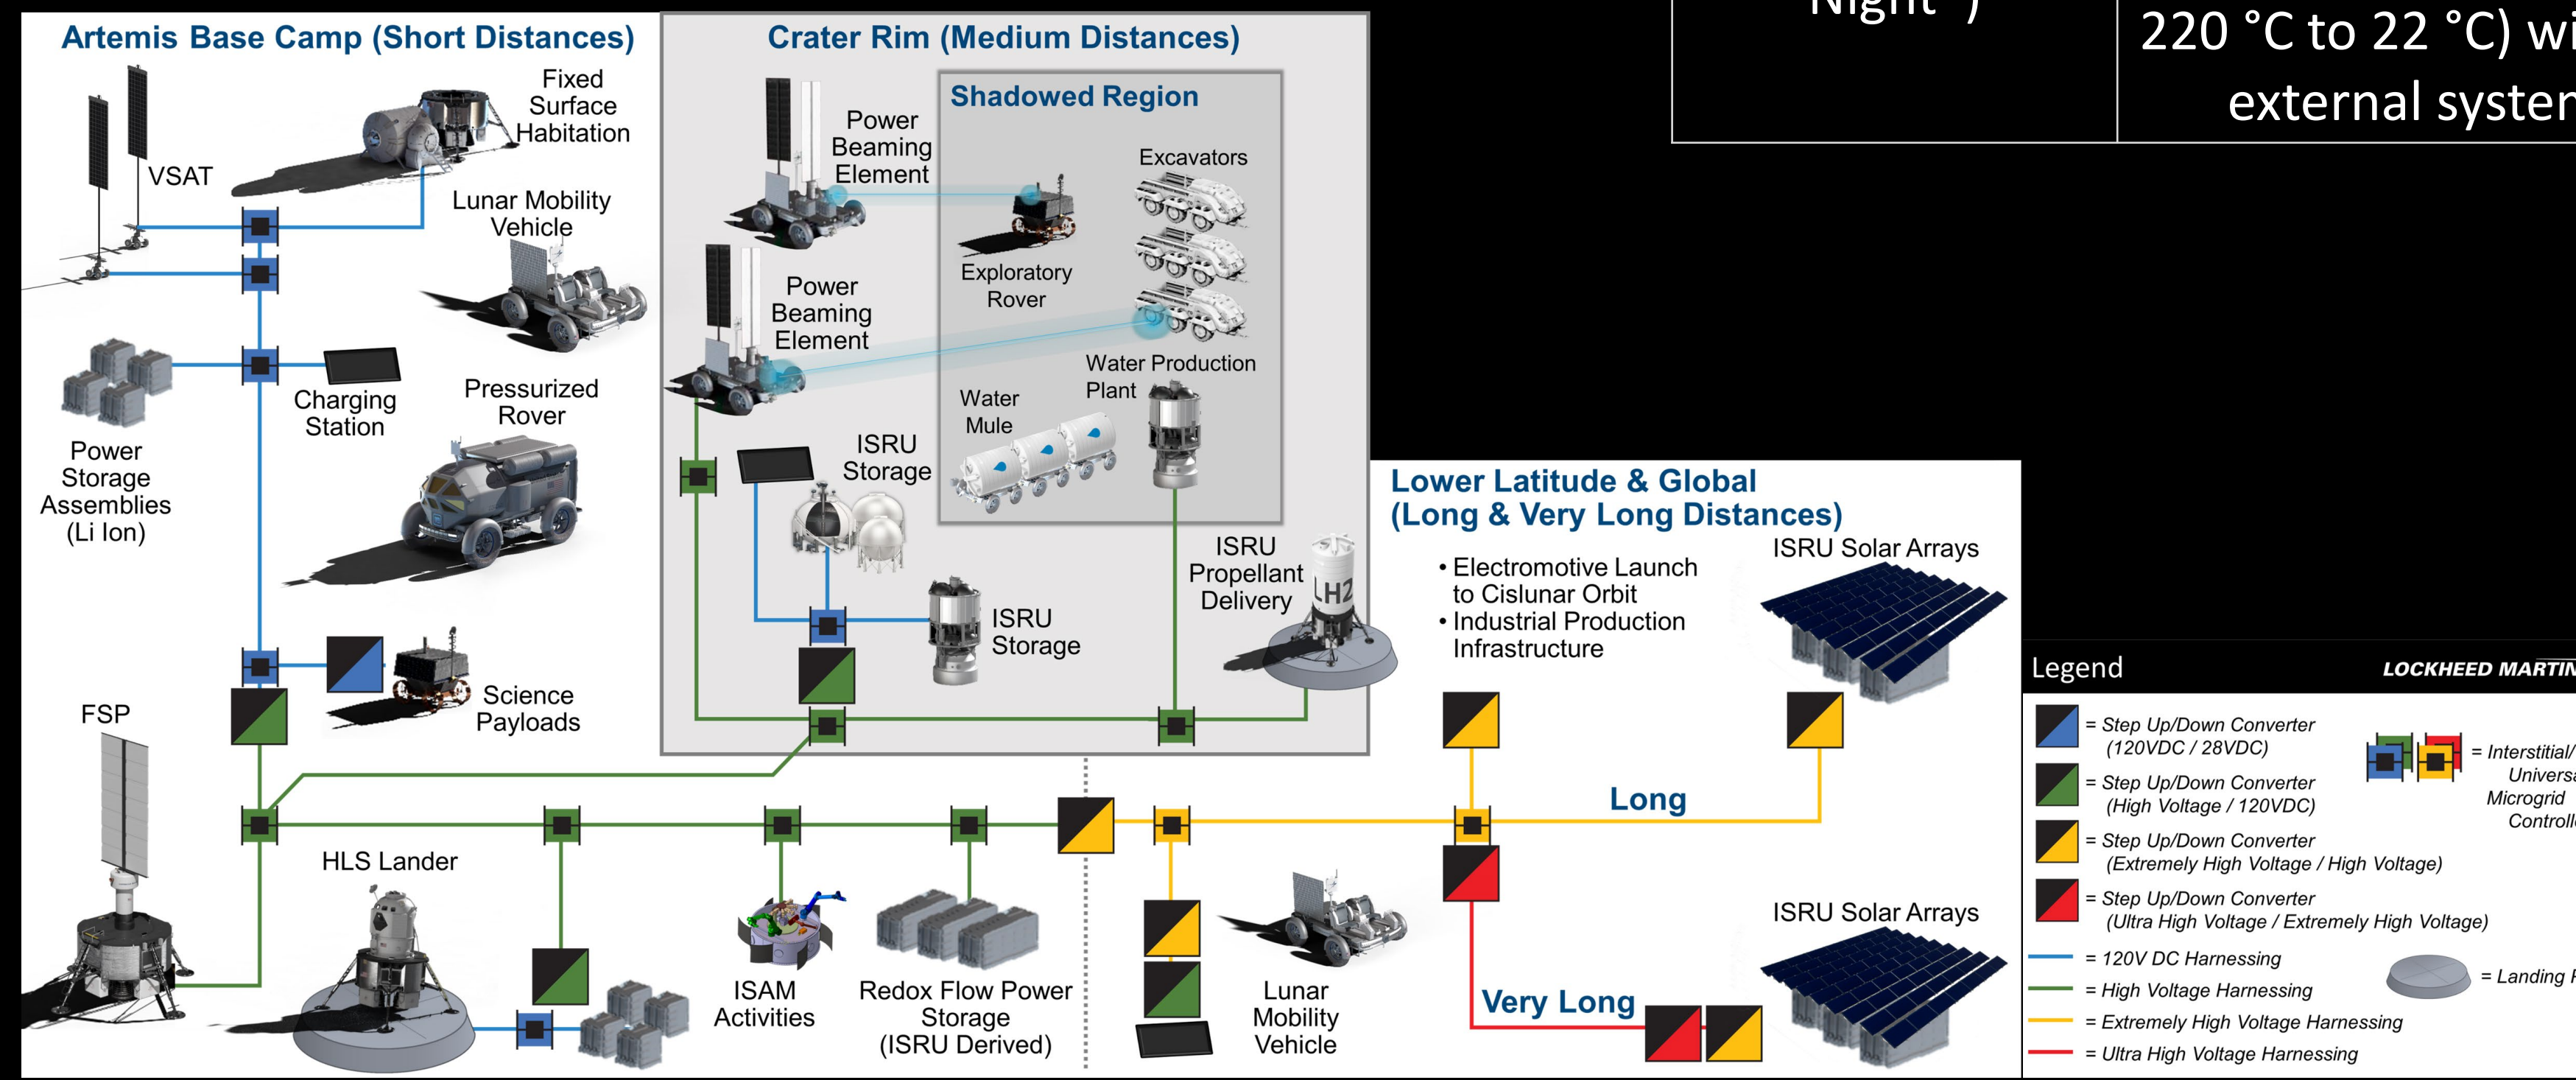 Night")
220 °C to 22 °C) wi
external system
Artemis Base Camp (Short Distances)
Fixed
Surface
Habitation
VSAT
Lunar Mobility
Vehicle
Charging
Station
Pressurized
Rover
Power
Storage
Assemblies
(Li Ion)
Science
Payloads
FSP
HLS Lander
ISAM
Activities
Redox Flow Power
Storage
(ISRU Derived)
Crater Rim (Medium Distances)
Shadowed Region
Power
Beaming
Element
Excavators
Exploratory
Rover
Power
Beaming
Element
Water Production
Plant
Water
Mule
ISRU
Storage
ISRU
Storage
ISRU
Propellant
Delivery
LH2
Lower Latitude & Global
(Long & Very Long Distances)
• Electromotive Launch
to Cislunar Orbit
• Industrial Production
Infrastructure
ISRU Solar Arrays
Long
Lunar
Mobility
Vehicle
Very Long
ISRU Solar Arrays
Legend
LOCKHEED MARTIN
= Step Up/Down Converter
(120VDC / 28VDC)
= Step Up/Down Converter
(High Voltage / 120VDC)
= Step Up/Down Converter
(Extremely High Voltage / High Voltage)
= Step Up/Down Converter
(Ultra High Voltage / Extremely High Voltage)
= 120V DC Harnessing
= High Voltage Harnessing
= Extremely High Voltage Harnessing
= Ultra High Voltage Harnessing
= Interstitial/
Universa
Microgrid
Controlle
= Landing P